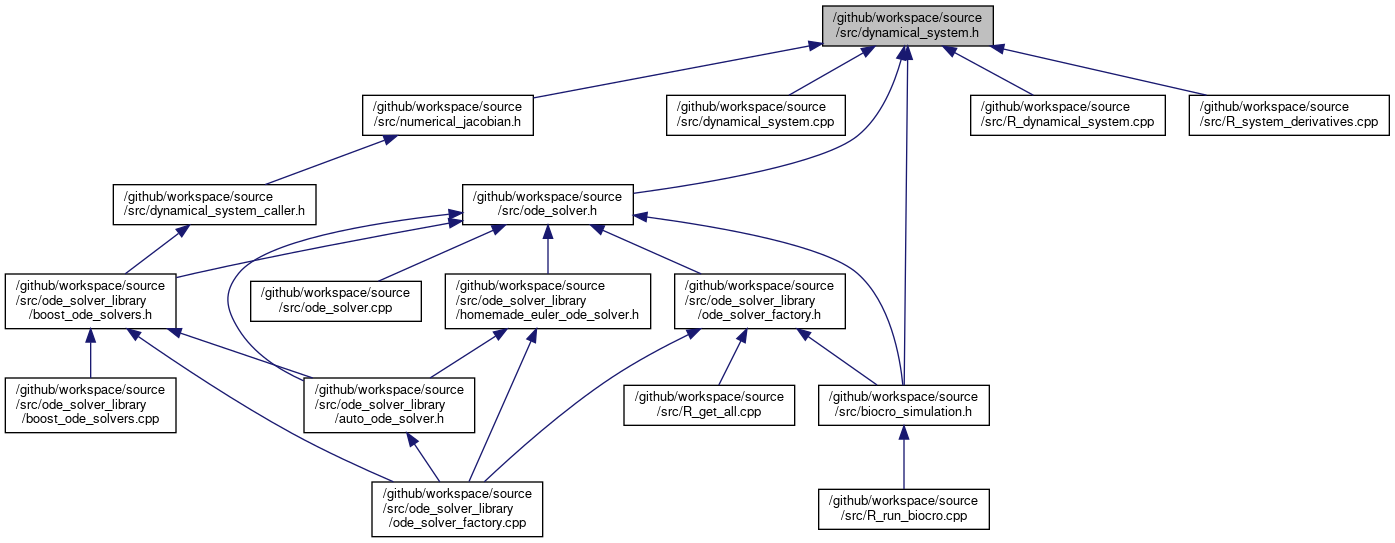 /github/workspace/source
/src/dynamical_system.h
/github/workspace/source
/src/numerical_jacobian.h
/github/workspace/source
/src/dynamical_system.cpp
/github/workspace/source
/src/R_dynamical_system.cpp
/github/workspace/source
/src/R_system_derivatives.cpp
/github/workspace/source
/src/dynamical_system_caller.h
/github/workspace/source
/src/ode_solver.h
/github/workspace/source
/src/ode_solver_library
/boost_ode_solvers.h
/github/workspace/source
/src/ode_solver.cpp
/github/workspace/source
/src/ode_solver_library
/homemade_euler_ode_solver.h
/github/workspace/source
/src/ode_solver_library
/ode_solver_factory.h
/github/workspace/source
/src/ode_solver_library
/boost_ode_solvers.cpp
/github/workspace/source
/src/ode_solver_library
/auto_ode_solver.h
/github/workspace/source
/src/R_get_all.cpp
/github/workspace/source
/src/biocro_simulation.h
/github/workspace/source
/src/ode_solver_library
/ode_solver_factory.cpp
/github/workspace/source
/src/R_run_biocro.cpp